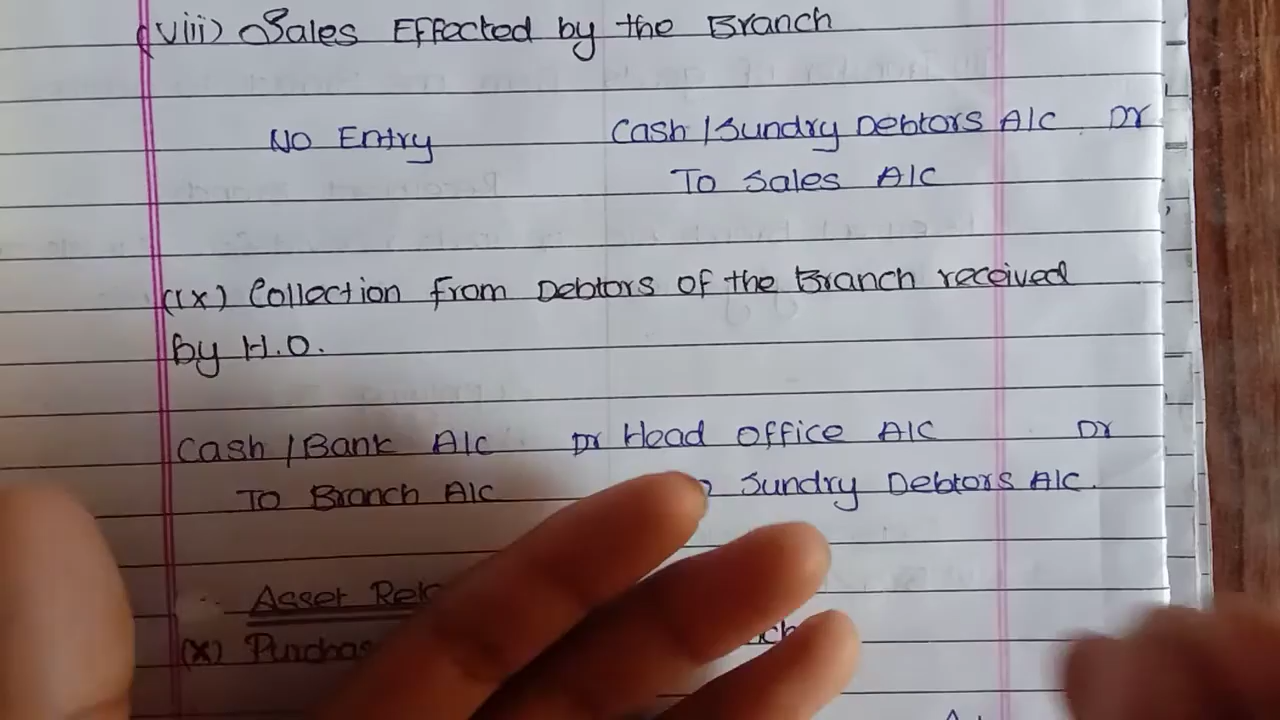 (viii) Sales Effected by the Branch
No Entry Cash / Sundry Debtors A/c Dr
To Sales A/c
(ix) Collection from Debtors of the Branch received
by H.O.
Cash / Bank A/c Dr Head Office A/c Dr
To Branch A/c Sundry Debtors A/c.
Asset
(x)